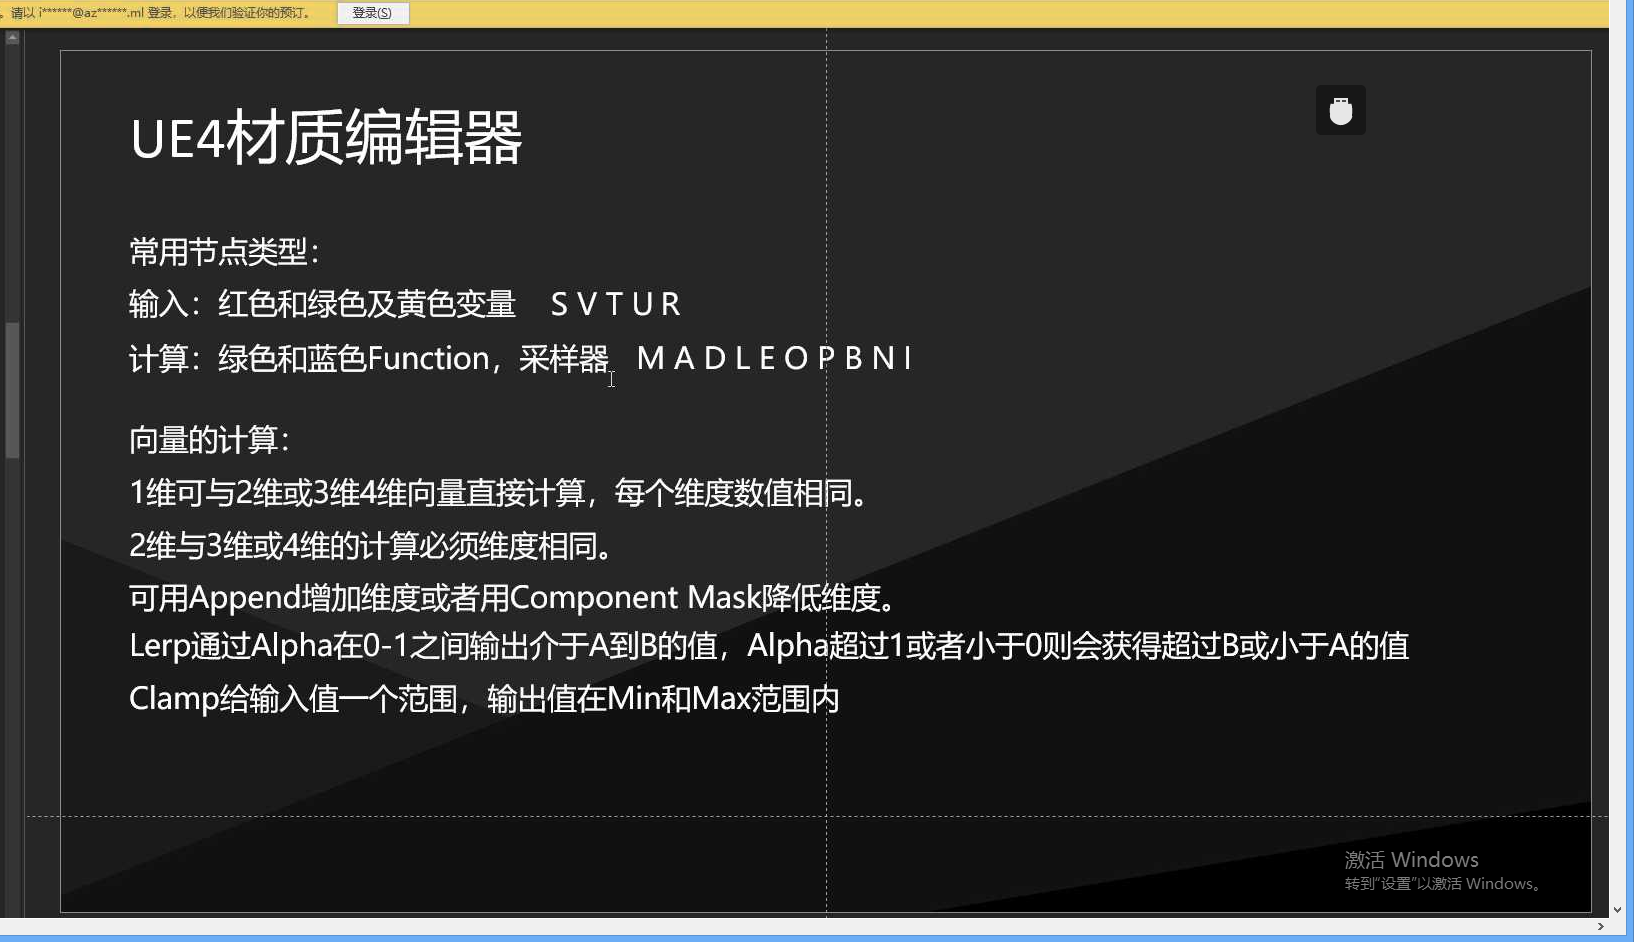 。请以 i******@az******.ml 登录，以便我们验证你的预订。 登录(S)
UE4材质编辑器
常用节点类型：
输入：红色和绿色及黄色变量 S V T U R
计算：绿色和蓝色Function，采样器 M A D L E O P B N I
向量的计算：
1维可与2维或3维4维向量直接计算，每个维度数值相同。
2维与3维或4维的计算必须维度相同。
可用Append增加维度或者用Component Mask降低维度。
Lerp通过Alpha在0-1之间输出介于A到B的值，Alpha超过1或者小于0则会获得超过B或小于A的值
Clamp给输入值一个范围，输出值在Min和Max范围内
激活 Windows
转到"设置"以激活 Windows。